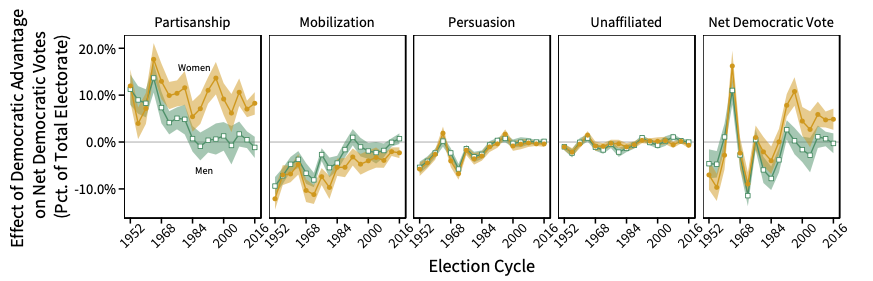 Effect of Democratic Advantage
on Net Democratic Votes
(Pct. of Total Electorate)
Partisanship Mobilization Persuasion Unaffiliated Net Democratic Vote
20.0%
10.0%
0.0%
-10.0%
Women
Men
1952 1968 1984 2000 2016 1952 1968 1984 2000 2016 1952 1968 1984 2000 2016 1952 1968 1984 2000 2016 1952 1968 1984 2000 2016
Election Cycle